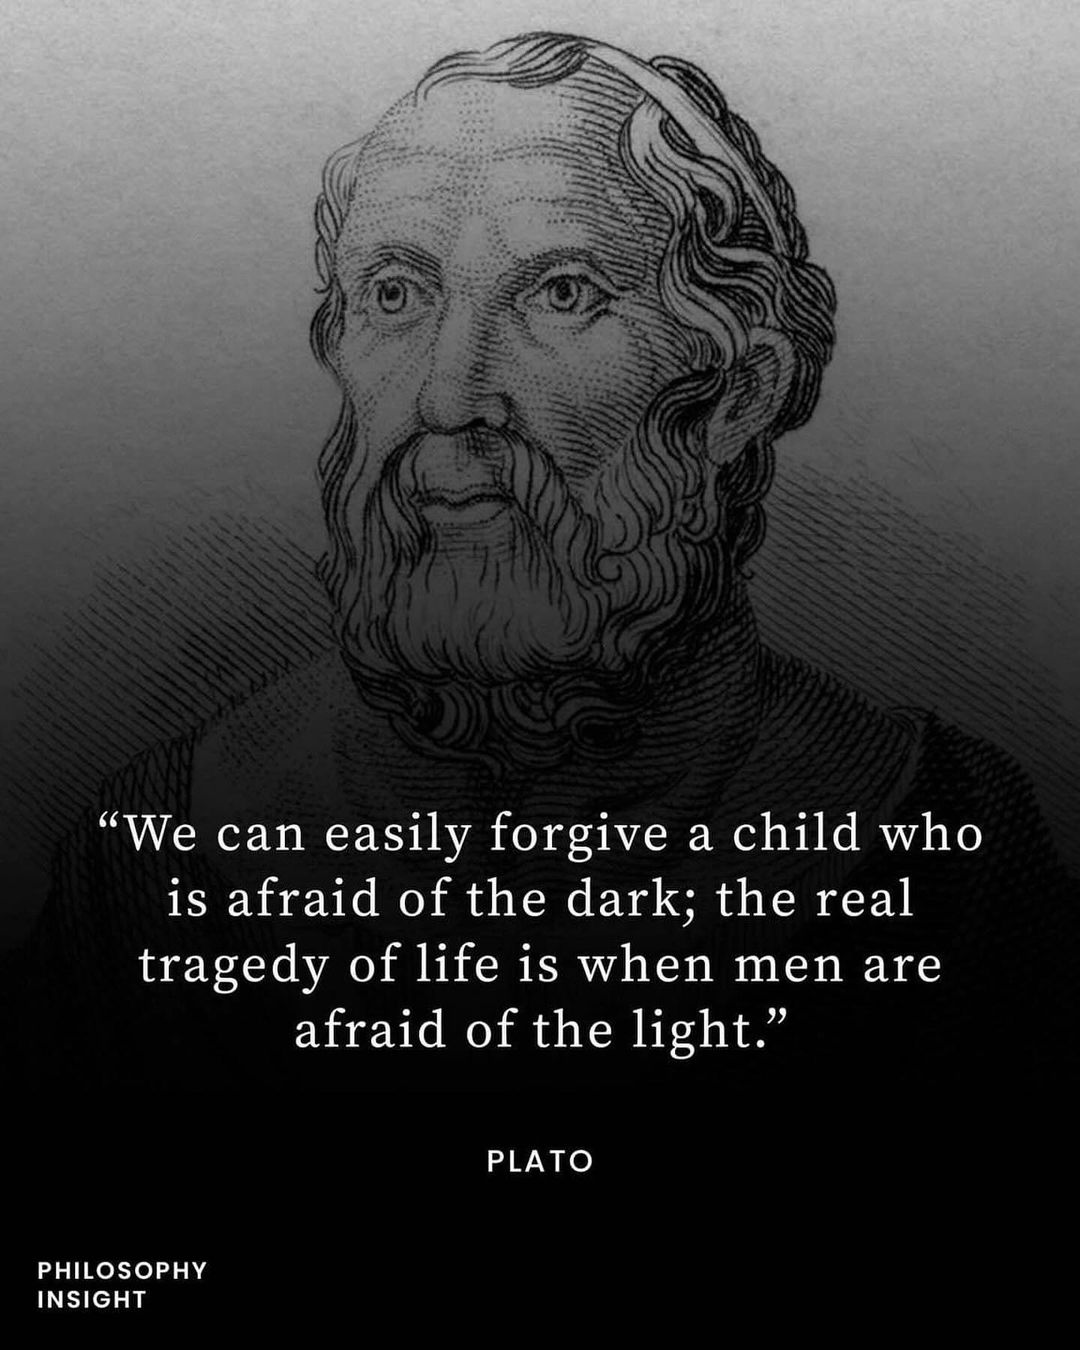 “We can easily forgive a child who
is afraid of the dark; the real
tragedy of life is when men are
afraid of the light.”
PLATO
PHILOSOPHY
INSIGHT